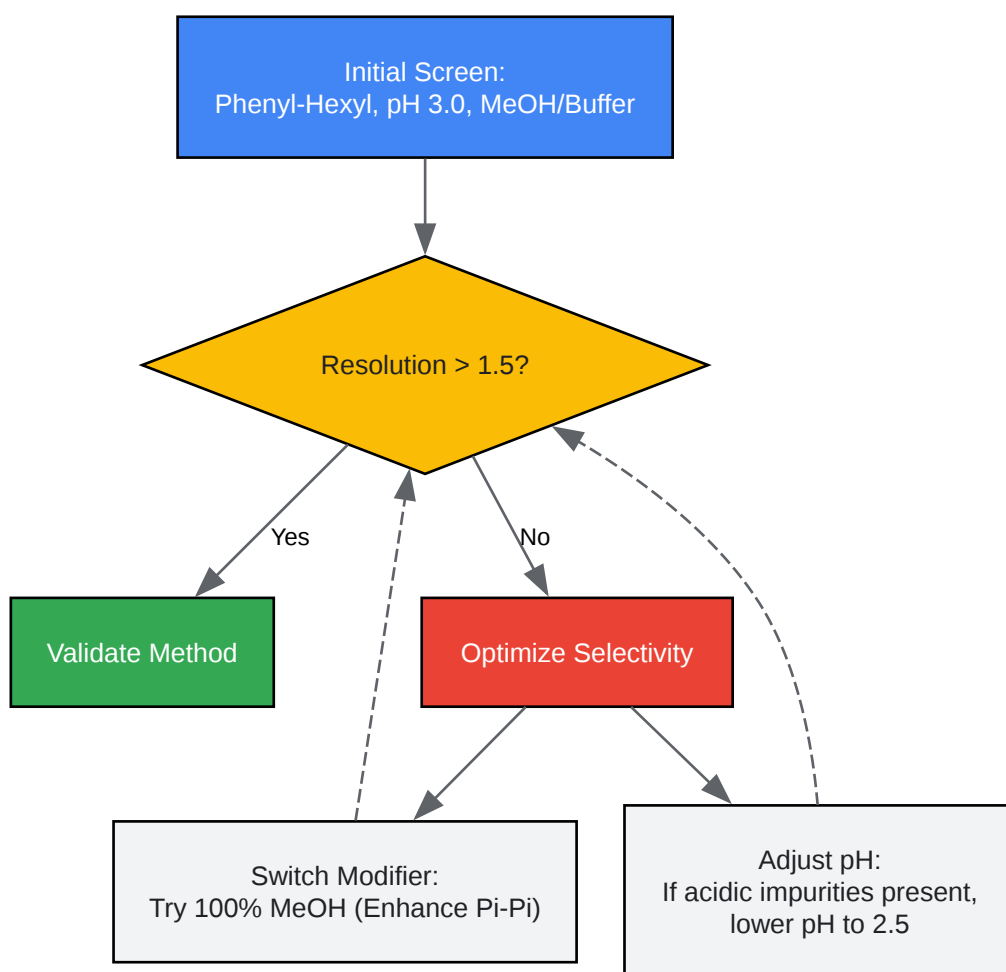 Initial Screen:
Phenyl-Hexyl, pH 3.0, MeOH/Buffer
Resolution > 1.5?
Yes
No
Validate Method
Optimize Selectivity
Switch Modifier:
Try 100% MeOH (Enhance Pi-Pi)
Adjust pH:
If acidic impurities present,
lower pH to 2.5